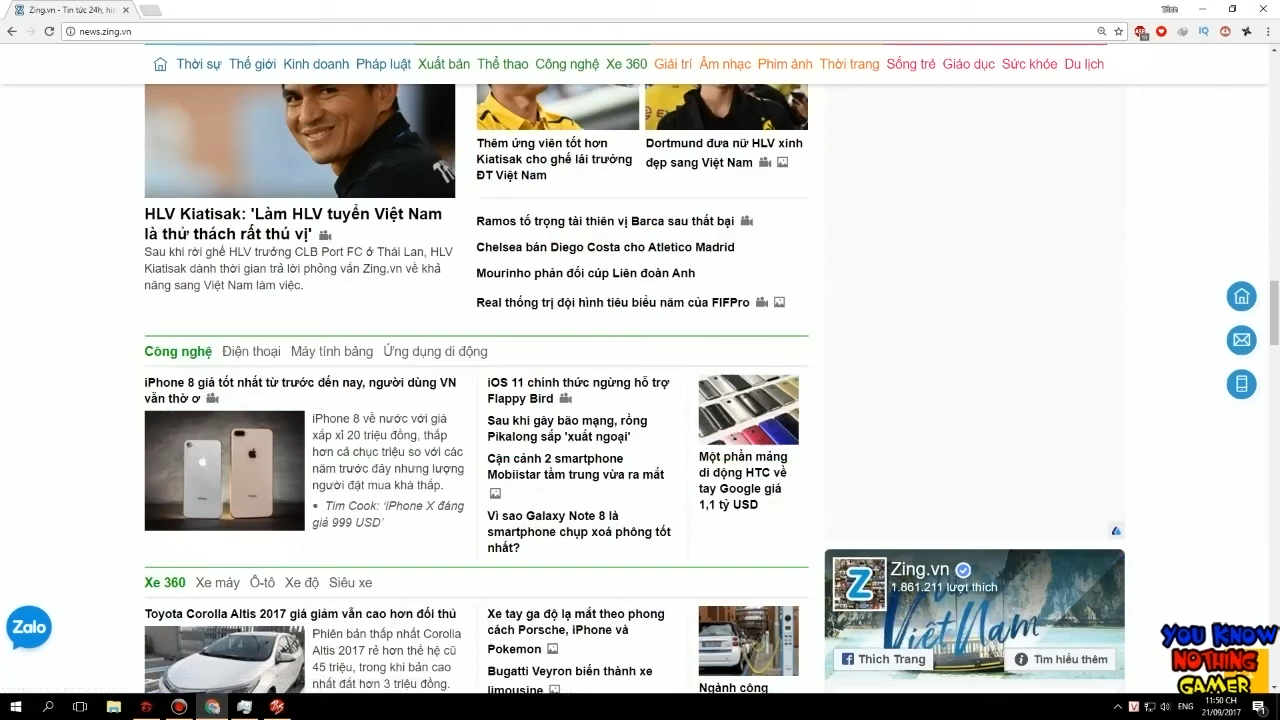 Zing.vn - Tin tức 24h, hìn
news.zing.vn
Thời sự Thế giới Kinh doanh Pháp luật Xuất bản Thể thao Công nghệ Xe 360 Giải trí Âm nhạc Phim ảnh Thời trang Sống trẻ Giáo dục Sức khỏe Du lịch
HLV Kiatisak: 'Làm HLV tuyển Việt Nam
là thử thách rất thú vị'
Sau khi rời ghế HLV trưởng CLB Port FC ở Thái Lan, HLV
Kiatisak dành thời gian trả lời phỏng vấn Zing.vn về khả
năng sang Việt Nam làm việc.
Thêm ứng viên tốt hơn
Kiatisak cho ghế lái trưởng
ĐT Việt Nam
Dortmund đưa nữ HLV xinh
đẹp sang Việt Nam
Ramos tố trọng tài thiên vị Barca sau thất bại
Chelsea bán Diego Costa cho Atletico Madrid
Mourinho phản đối cúp Liên đoàn Anh
Real thống trị đội hình tiêu biểu năm của FIFPro
Công nghệ Điện thoại Máy tính bảng Ứng dụng di động
iPhone 8 giá tốt nhất từ trước đến nay, người dùng VN
vẫn thờ ơ
iPhone 8 về nước với giá
xấp xỉ 20 triệu đồng, thấp
hơn cả chục triệu so với các
năm trước đây nhưng lượng
người đặt mua khá thấp.
• Tim Cook: 'iPhone X đáng
giá 999 USD'
iOS 11 chính thức ngừng hỗ trợ
Flappy Bird
Sau khi gây bão mạng, rồng
Pikalong sắp 'xuất ngoại'
Cận cảnh 2 smartphone
Mobiistar tầm trung vừa ra mắt
Vì sao Galaxy Note 8 là
smartphone chụp xoá phông tốt
nhất?
Một phần mảng
di động HTC về
tay Google giá
1,1 tỷ USD
Xe 360 Xe máy Ô-tô Xe độ Siêu xe
Toyota Corolla Altis 2017 giá giảm vẫn cao hơn đối thủ
Phiên bản thấp nhất Corolla
Altis 2017 rẻ hơn thế hệ cũ
45 triệu, trong khi bản cao
nhất đắt hơn 3 triệu đồng.
Xe tay ga độ lạ mắt theo phong
cách Porsche, iPhone và
Pokemon
Bugatti Veyron biến thành xe
limousine
Ngành công
Zing.vn
1.861.211 lượt thích
Việt Nam
Thích Trang
Tìm hiểu thêm
Zalo
YOU KNOW
NOTHING
GAMER
ENG
11:50 CH
21/09/2017